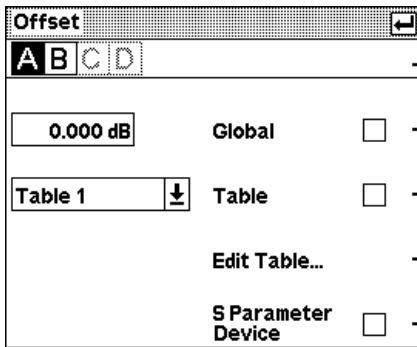 Offset
A B C D
0.000 dB Global
Table 1 Table
Edit Table...
S Parameter
Device